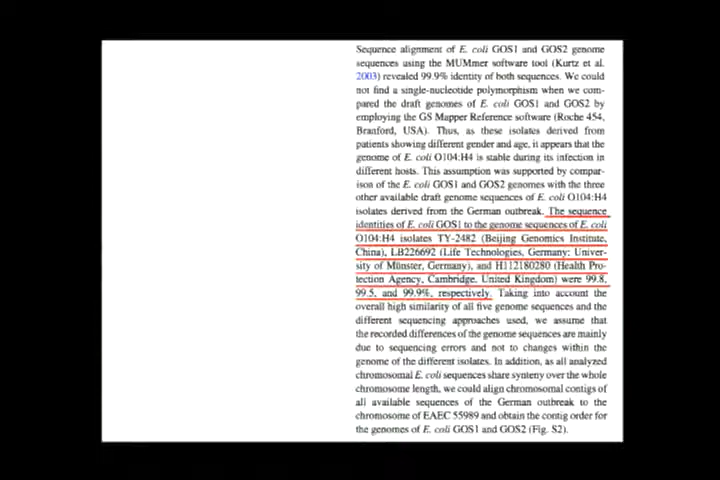 Sequence alignment of E. coli GOS1 and GOS2 genome
sequences using the MUMmer software tool (Kurtz et al.
2003) revealed 99.9% identity of both sequences. We could
not find a single-nucleotide polymorphism when we com-
pared the draft genomes of E. coli GOS1 and GOS2 by
employing the GS Mapper Reference software (Roche 454,
Branford, USA). Thus, as these isolates derived from
patients showing different gender and age, it appears that the
genome of E. coli O104:H4 is stable during its infection in
different hosts. This assumption was supported by compar-
ison of the E. coli GOS1 and GOS2 genomes with the three
other available draft genome sequences of E. coli O104:H4
isolates derived from the German outbreak. The sequence
identities of E. coli GOS1 to the genome sequences of E. coli
O104:H4 isolates TY-2482 (Beijing Genomics Institute,
China), LB226692 (Life Technologies, Germany; Univer-
sity of Münster, Germany), and H112180280 (Health Pro-
tection Agency, Cambridge, United Kingdom) were 99.8,
99.5, and 99.9%, respectively. Taking into account the
overall high similarity of all five genome sequences and the
different sequencing approaches used, we assume that
the recorded differences of the genome sequences are mainly
due to sequencing errors and not to changes within the
genome of the different isolates. In addition, as all analyzed
chromosomal E. coli sequences share synteny over the whole
chromosome length, we could align chromosomal contigs of
all available sequences of the German outbreak to the
chromosome of EAEC 55989 and obtain the contig order for
the genomes of E. coli GOS1 and GOS2 (Fig. S2).